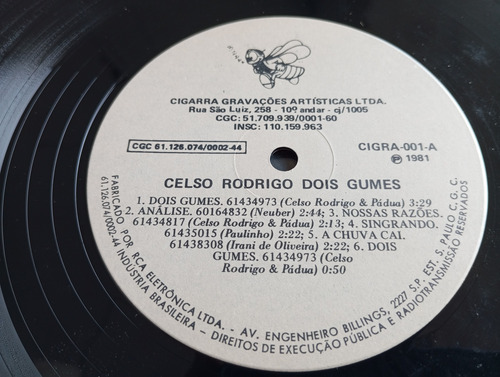 CIGARRA GRAVAÇÕES ARTÍSTICAS LTDA.
Rua São Luiz, 258 - 10º andar - cj/1005
CGC: 51.709.939/0001-60
INSC: 110.159.963
CGC 61.126.074/0002-44
CIGRA-001-A
Ⓟ 1981
CELSO RODRIGO DOIS GUMES
1. DOIS GUMES. 61434973 (Celso Rodrigo & Pádua) 3:29
2. ANÁLISE. 60164832 (Neuber) 2:44; 3. NOSSAS RAZÕES.
61434817 (Celso Rodrigo & Pádua) 2:13; 4. SINGRANDO.
61435015 (Paulinho) 2:22; 5. A CHUVA CAI.
61438308 (Irani de Oliveira) 2:22; 6. DOIS
GUMES. 61434973 (Celso
Rodrigo & Pádua) 0:50
FABRICADO POR RCA ELETRÔNICA LTDA. - AV. ENGENHEIRO BILLINGS, 2227 S.P. EST. S. PAULO C.G.C.
61.126.074/0002-44 INDÚSTRIA BRASILEIRA - DIREITOS DE EXECUÇÃO PÚBLICA E RADIOTRANSMISSÃO RESERVADOS